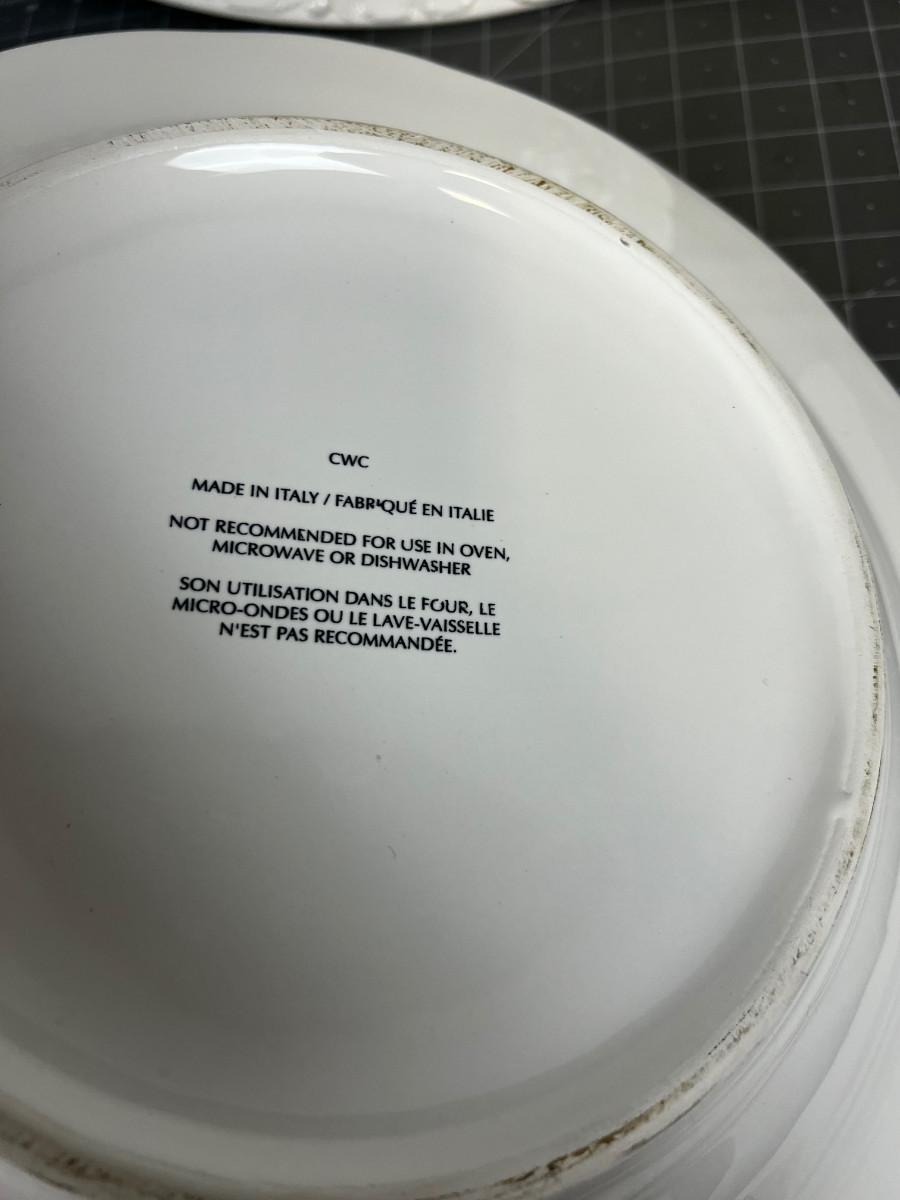 CWC
MADE IN ITALY / FABRIQUÉ EN ITALIE
NOT RECOMMENDED FOR USE IN OVEN,
MICROWAVE OR DISHWASHER
SON UTILISATION DANS LE FOUR, LE
MICRO-ONDES OU LE LAVE-VAISSELLE
N'EST PAS RECOMMANDÉE.